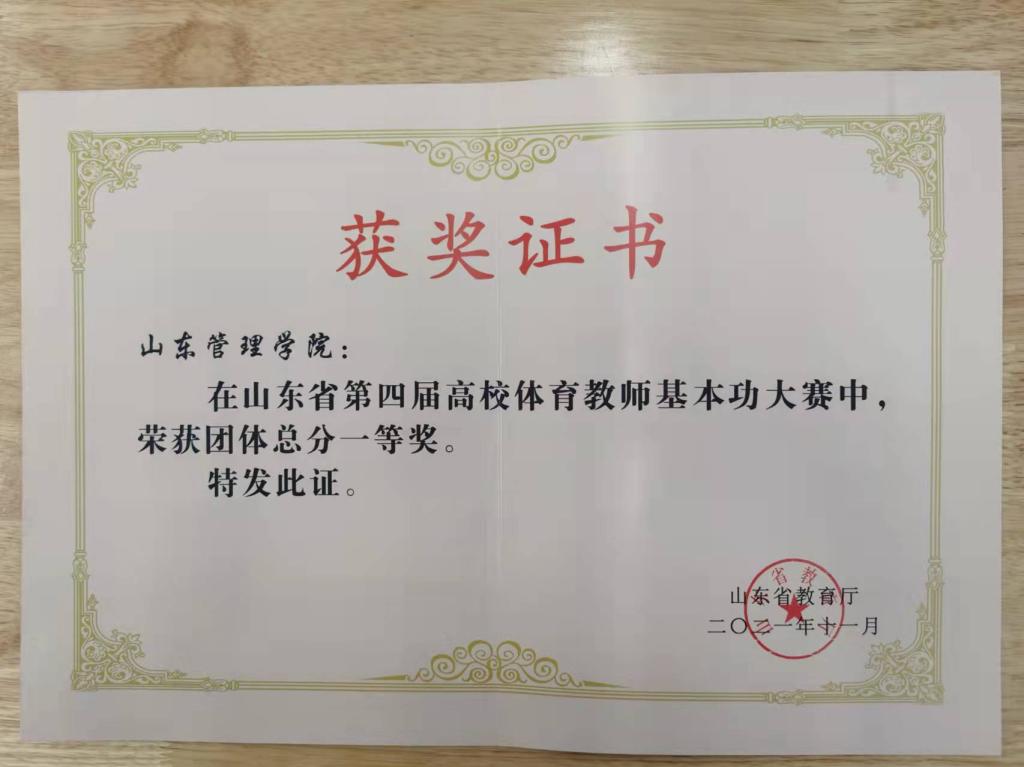 获奖证书
山东管理学院：
在山东省第四届高校体育教师基本功大赛中，
荣获团体总分一等奖。
特发此证。
山东省教育厅
二〇二一年十一月